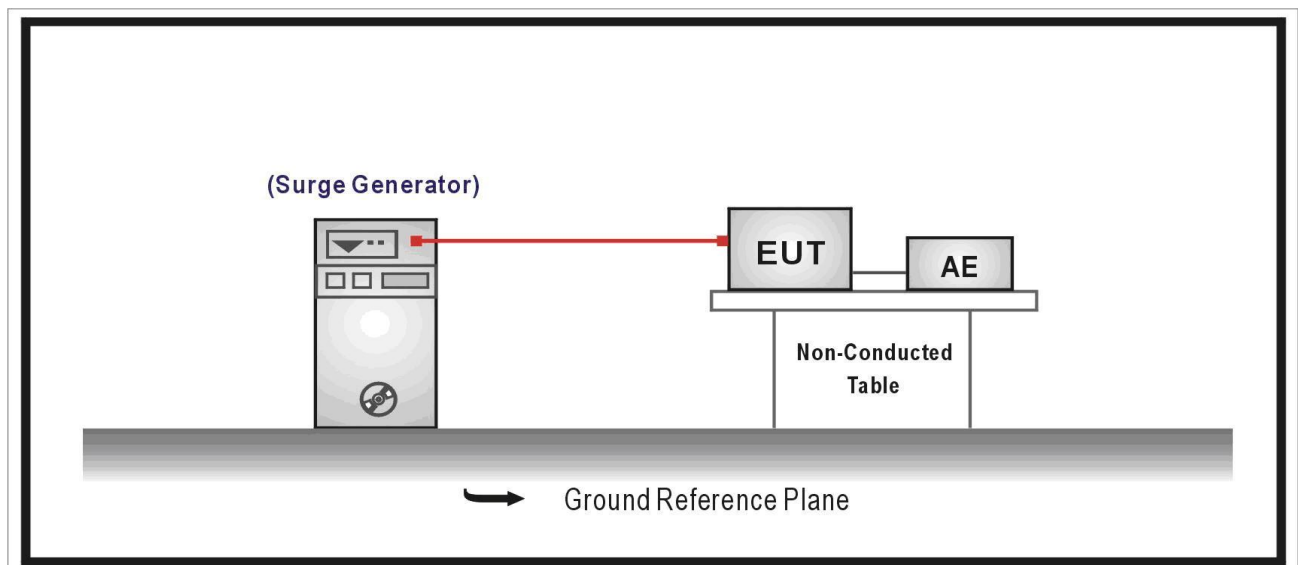 (Surge Generator)
EUT
AE
Non-Conducted
Table
Ground Reference Plane